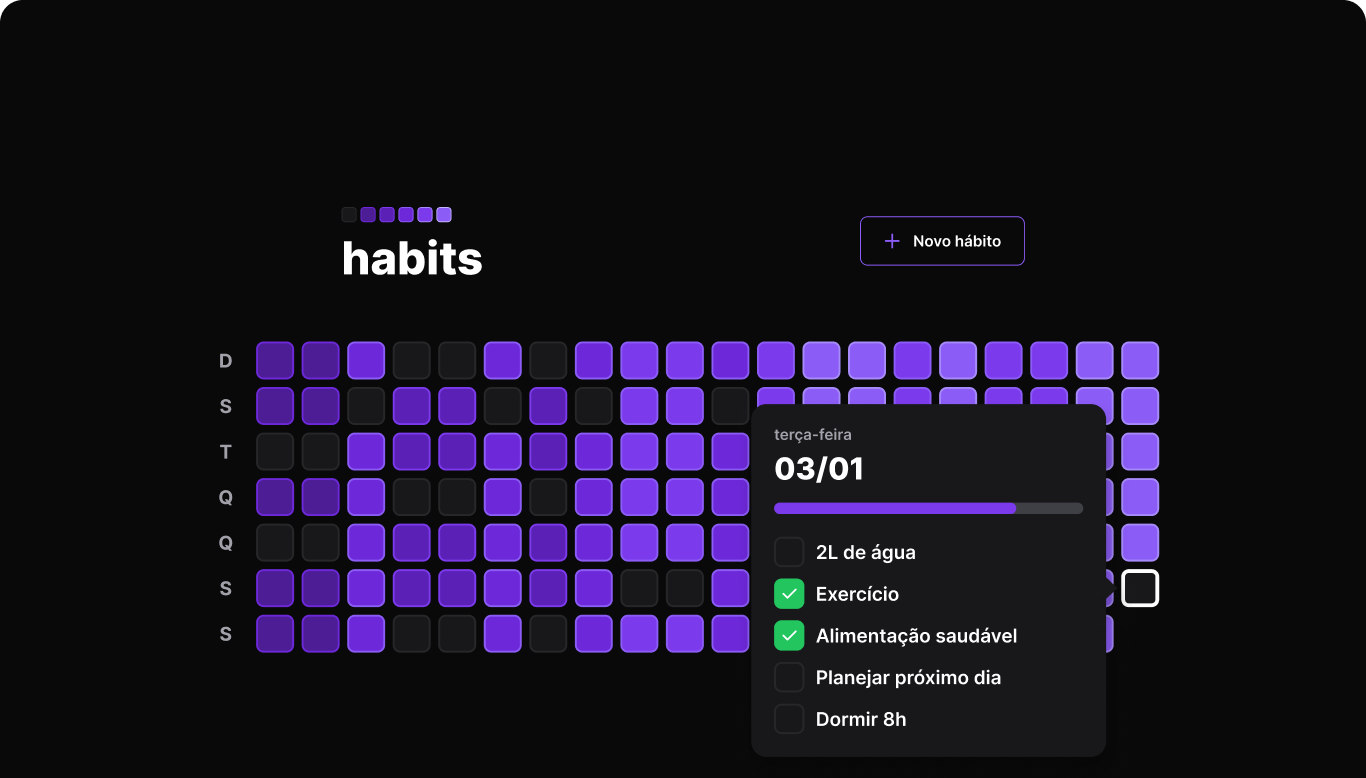 habits
Novo hábito
D
S
T
Q
Q
S
S
terça-feira
03/01
2L de água
Exercício
Alimentação saudável
Planejar próximo dia
Dormir 8h